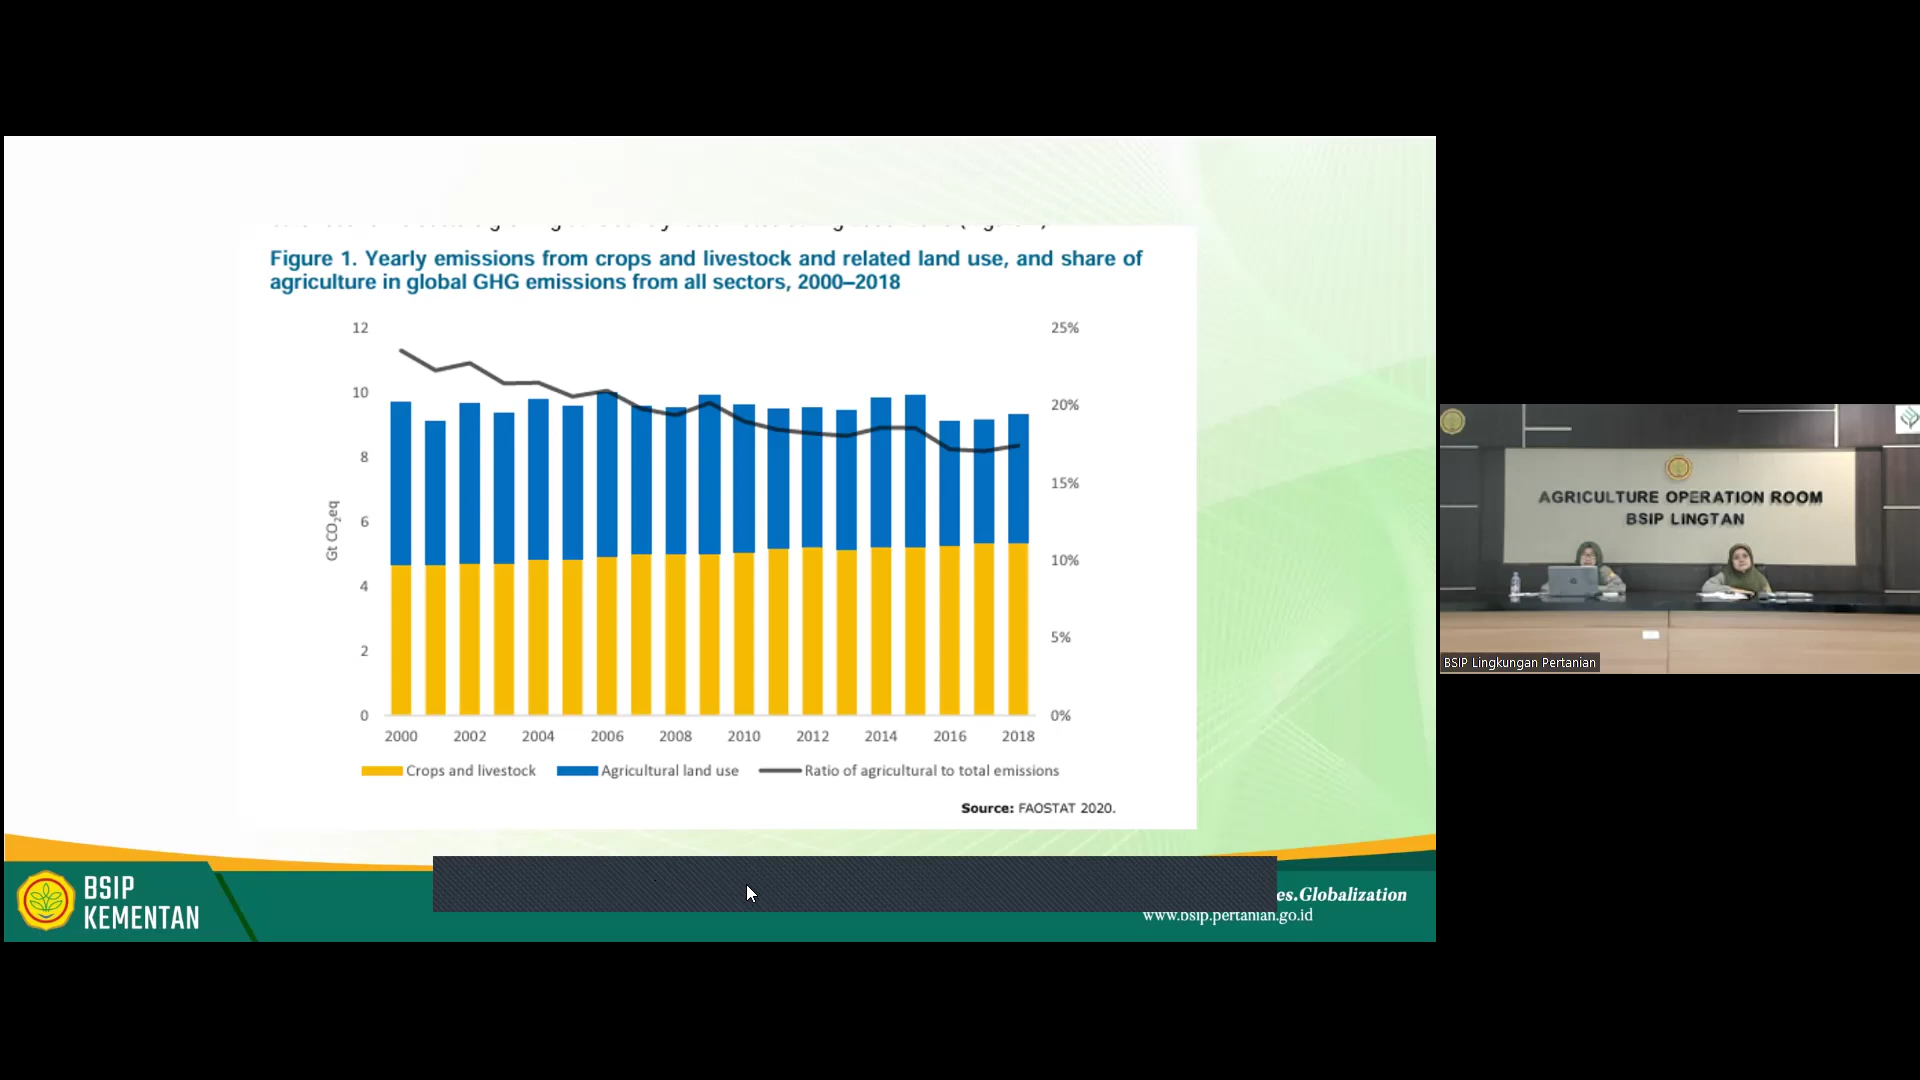 Figure 1. Yearly emissions from crops and livestock and related land use, and share of
agriculture in global GHG emissions from all sectors, 2000–2018
12
10
8
6
4
2
0
Gt CO₂eq
25%
20%
15%
10%
5%
0%
2000 2002 2004 2006 2008 2010 2012 2014 2016 2018
Crops and livestock Agricultural land use Ratio of agricultural to total emissions
Source: FAOSTAT 2020.
BSIP
KEMENTAN
es.Globalization
www.bsip.pertanian.go.id
AGRICULTURE OPERATION ROOM
BSIP LINGTAN
BSIP Lingkungan Pertanian